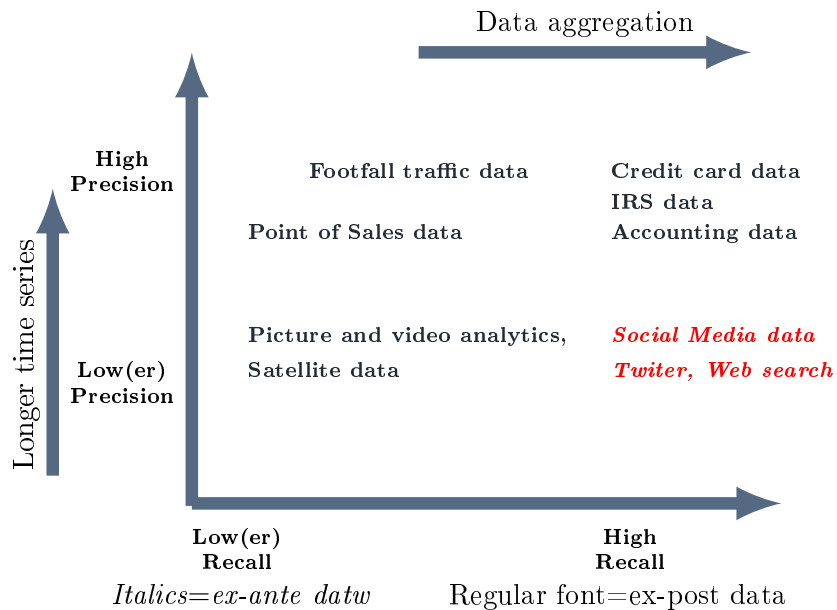 Data aggregation
High
Precision
Footfall traffic data
Credit card data
IRS data
Point of Sales data
Accounting data
Longer time series
Picture and video analytics,
Social Media data
Low(er)
Precision
Satellite data
Twiter, Web search
Low(er)
Recall
High
Recall
Italics=ex-ante datw
Regular font=ex-post data